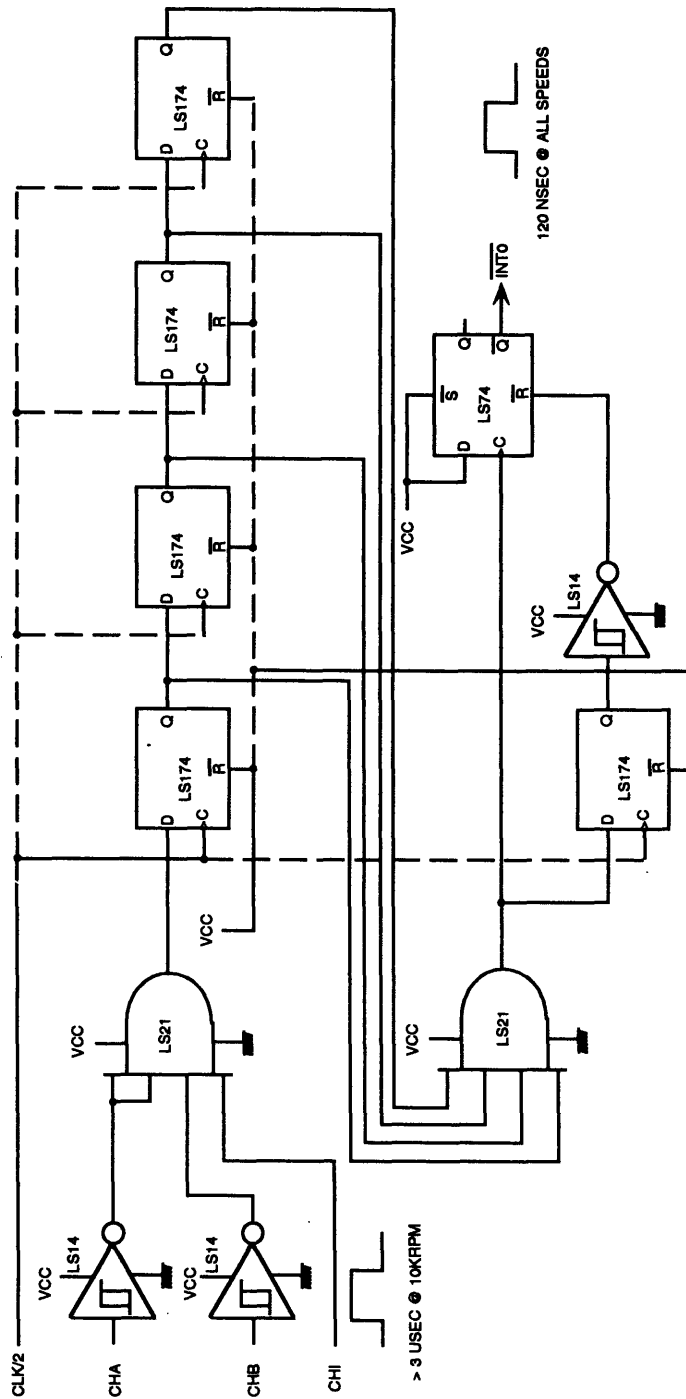 CLK/2
CHA
VCC
LS14
CHB
VCC
LS14
CHI
> 3 USEC @ 10KRPM
VCC
LS21
VCC
D
Q
LS174
C
R
D
Q
LS174
C
R
D
Q
LS174
C
R
D
Q
LS174
C
R
VCC
LS21
D
Q
LS174
C
R
VCC
LS14
VCC
D
S
Q
LS74
C
R
Q
INT0
120 NSEC @ ALL SPEEDS